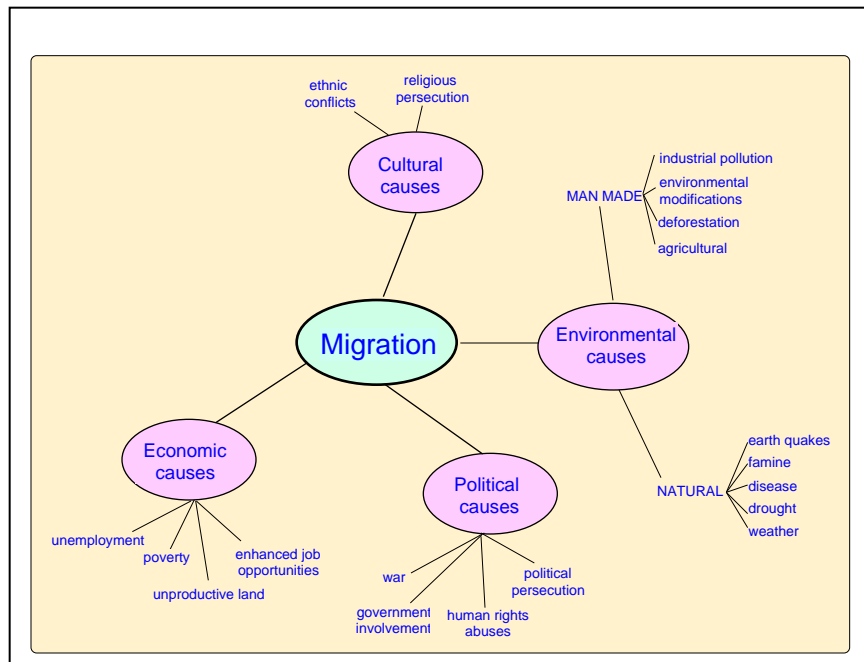 ethnic
conflicts
religious
persecution
Cultural
causes
MAN MADE
industrial pollution
environmental
modifications
deforestation
agricultural
Migration
Environmental
causes
NATURAL
earth quakes
famine
disease
drought
weather
Economic
causes
unemployment
poverty
unproductive land
enhanced job
opportunities
Political
causes
war
government
involvement
human rights
abuses
political
persecution